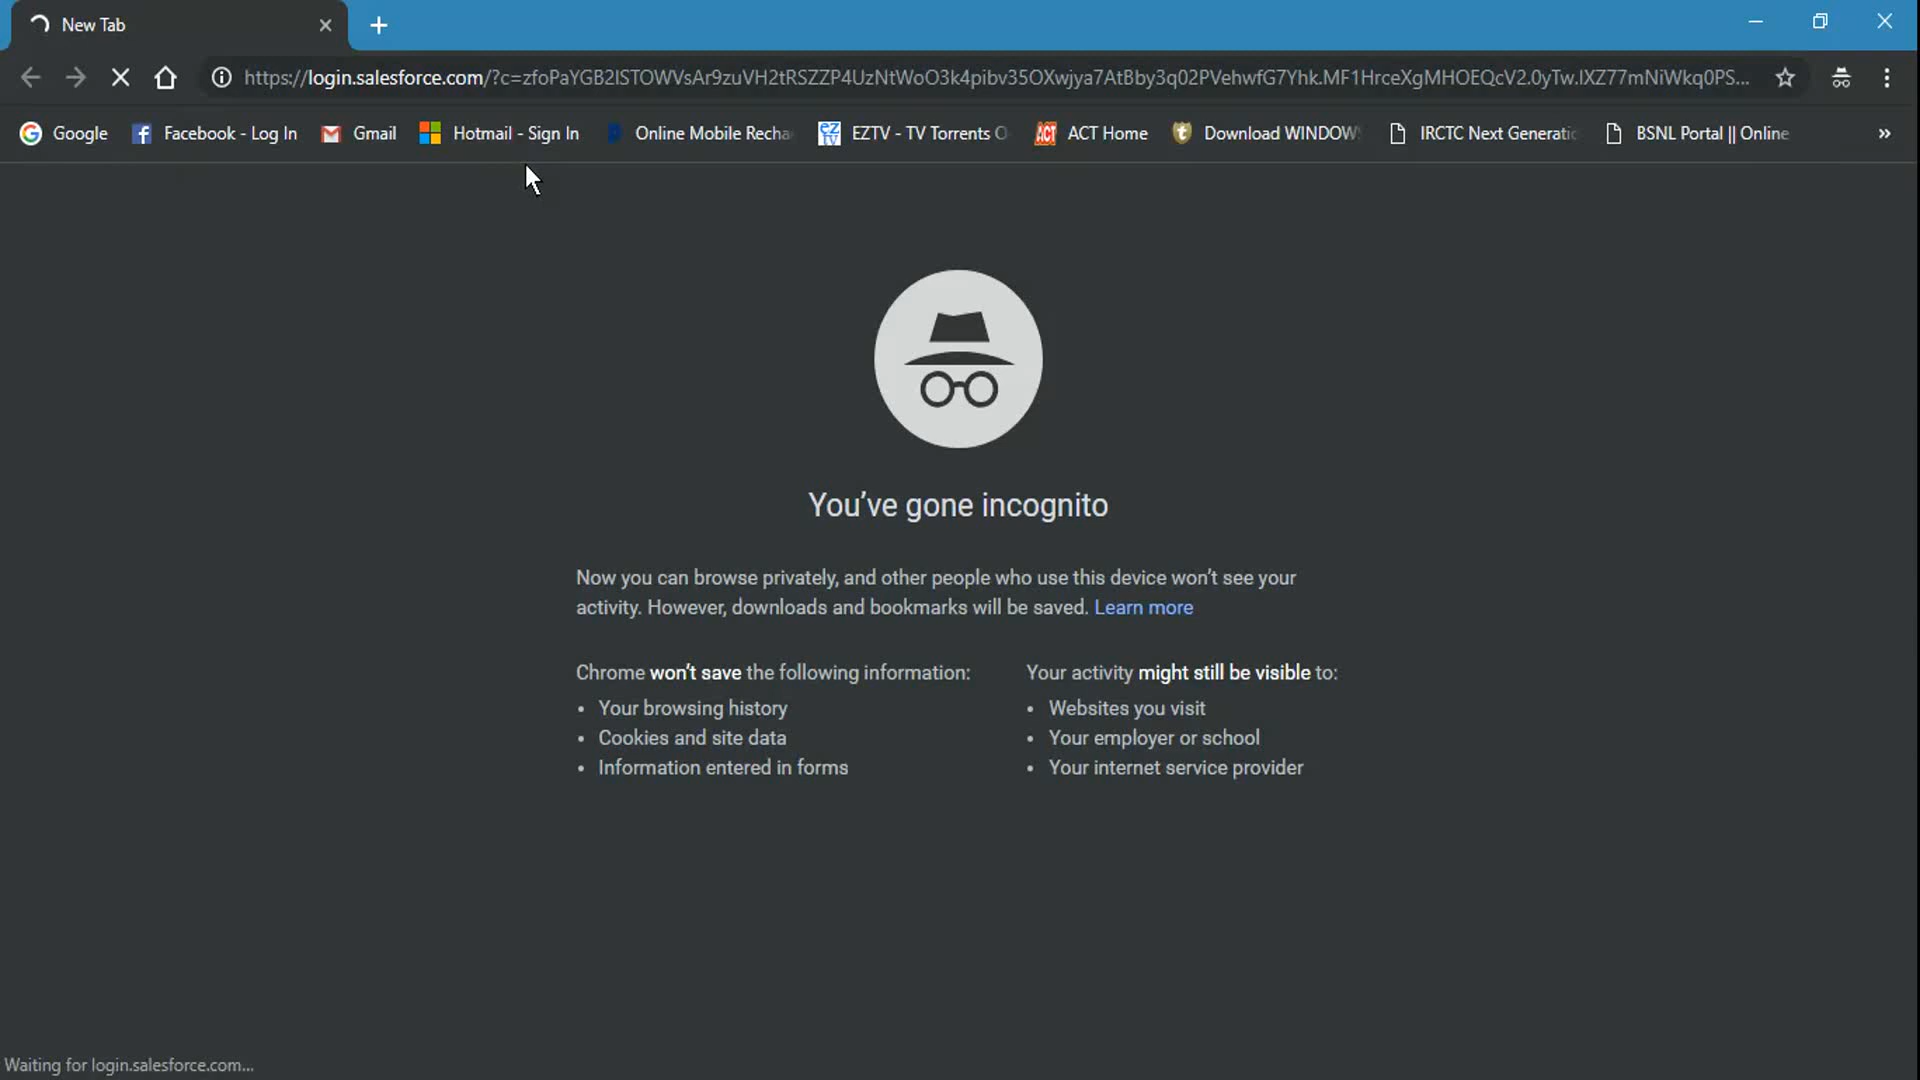 New Tab
https://login.salesforce.com/?c=zfoPaYGB2ISTOWVsAr9zuVH2tRSZZP4UzNtWoO3k4pibv35OXwjya7AtBby3q02PVehwfG7Yhk.MF1HrceXgMHOEQcV2.0yTw.IXZ77mNiWkq0PS...
Google Facebook - Log In Gmail Hotmail - Sign In Online Mobile Recha EZTV - TV Torrents O ACT Home Download WINDOW IRCTC Next Generati BSNL Portal || Online »
You've gone incognito
Now you can browse privately, and other people who use this device won't see your
activity. However, downloads and bookmarks will be saved. Learn more
Chrome won't save the following information:
• Your browsing history
• Cookies and site data
• Information entered in forms
Your activity might still be visible to:
• Websites you visit
• Your employer or school
• Your internet service provider
Waiting for login.salesforce.com...